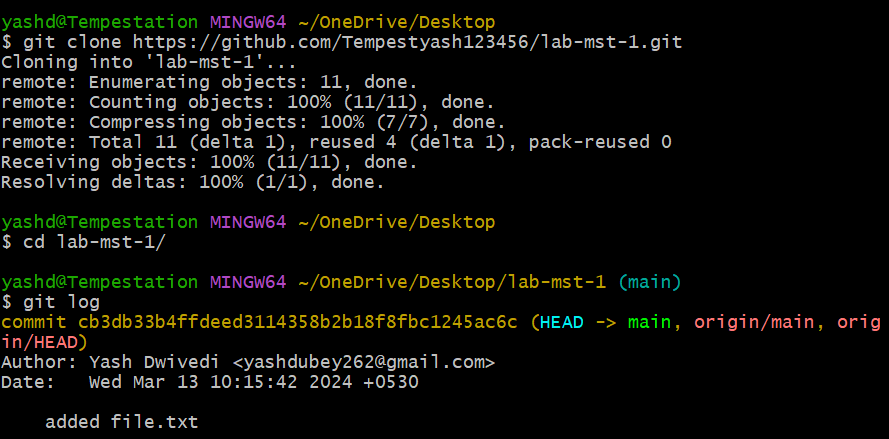 yashd@Tempestation MINGW64 ~/OneDrive/Desktop
$ git clone https://github.com/Tempestyash123456/lab-mst-1.git
Cloning into 'lab-mst-1'...
remote: Enumerating objects: 11, done.
remote: Counting objects: 100% (11/11), done.
remote: Compressing objects: 100% (7/7), done.
remote: Total 11 (delta 1), reused 4 (delta 1), pack-reused 0
Receiving objects: 100% (11/11), done.
Resolving deltas: 100% (1/1), done.
yashd@Tempestation MINGW64 ~/OneDrive/Desktop
$ cd lab-mst-1/
yashd@Tempestation MINGW64 ~/OneDrive/Desktop/lab-mst-1 (main)
$ git log
commit cb3db33b4ffdeed3114358b2b18f8fbc1245ac6c (HEAD -> main, origin/main, orig
in/HEAD)
Author: Yash Dwivedi <yashdubey262@gmail.com>
Date:   Wed Mar 13 10:15:42 2024 +0530
    added file.txt